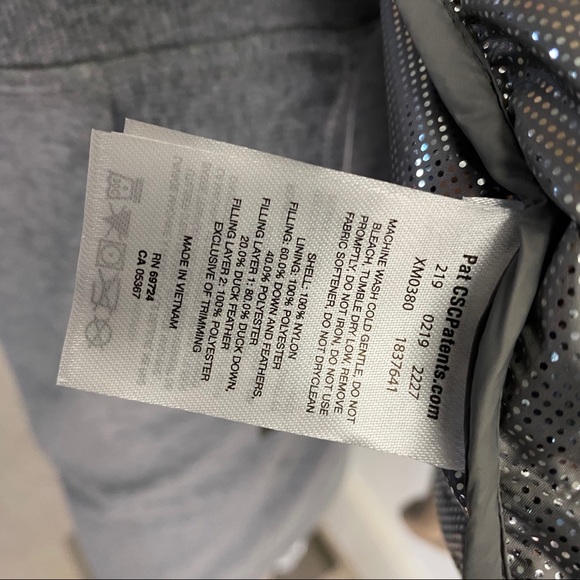 Pat CSCPatents.com
219 0219 2227
XM0380 1837641
MACHINE WASH COLD GENTLE, DO NOT
BLEACH, TUMBLE DRY LOW, REMOVE
PROMPTLY. DO NOT IRON, DO NOT USE
FABRIC SOFTENER. DO NOT DRYCLEAN
SHELL: 100% NYLON
LINING: 100% POLYESTER
FILLING: 60.0% DOWN AND FEATHERS,
40.0% POLYESTER
FILLING LAYER 1: 80.0% DUCK DOWN,
20.0% DUCK FEATHER
FILLING LAYER 2: 100% POLYESTER
EXCLUSIVE OF TRIMMING
MADE IN VIETNAM
RN 69724
CA 05367